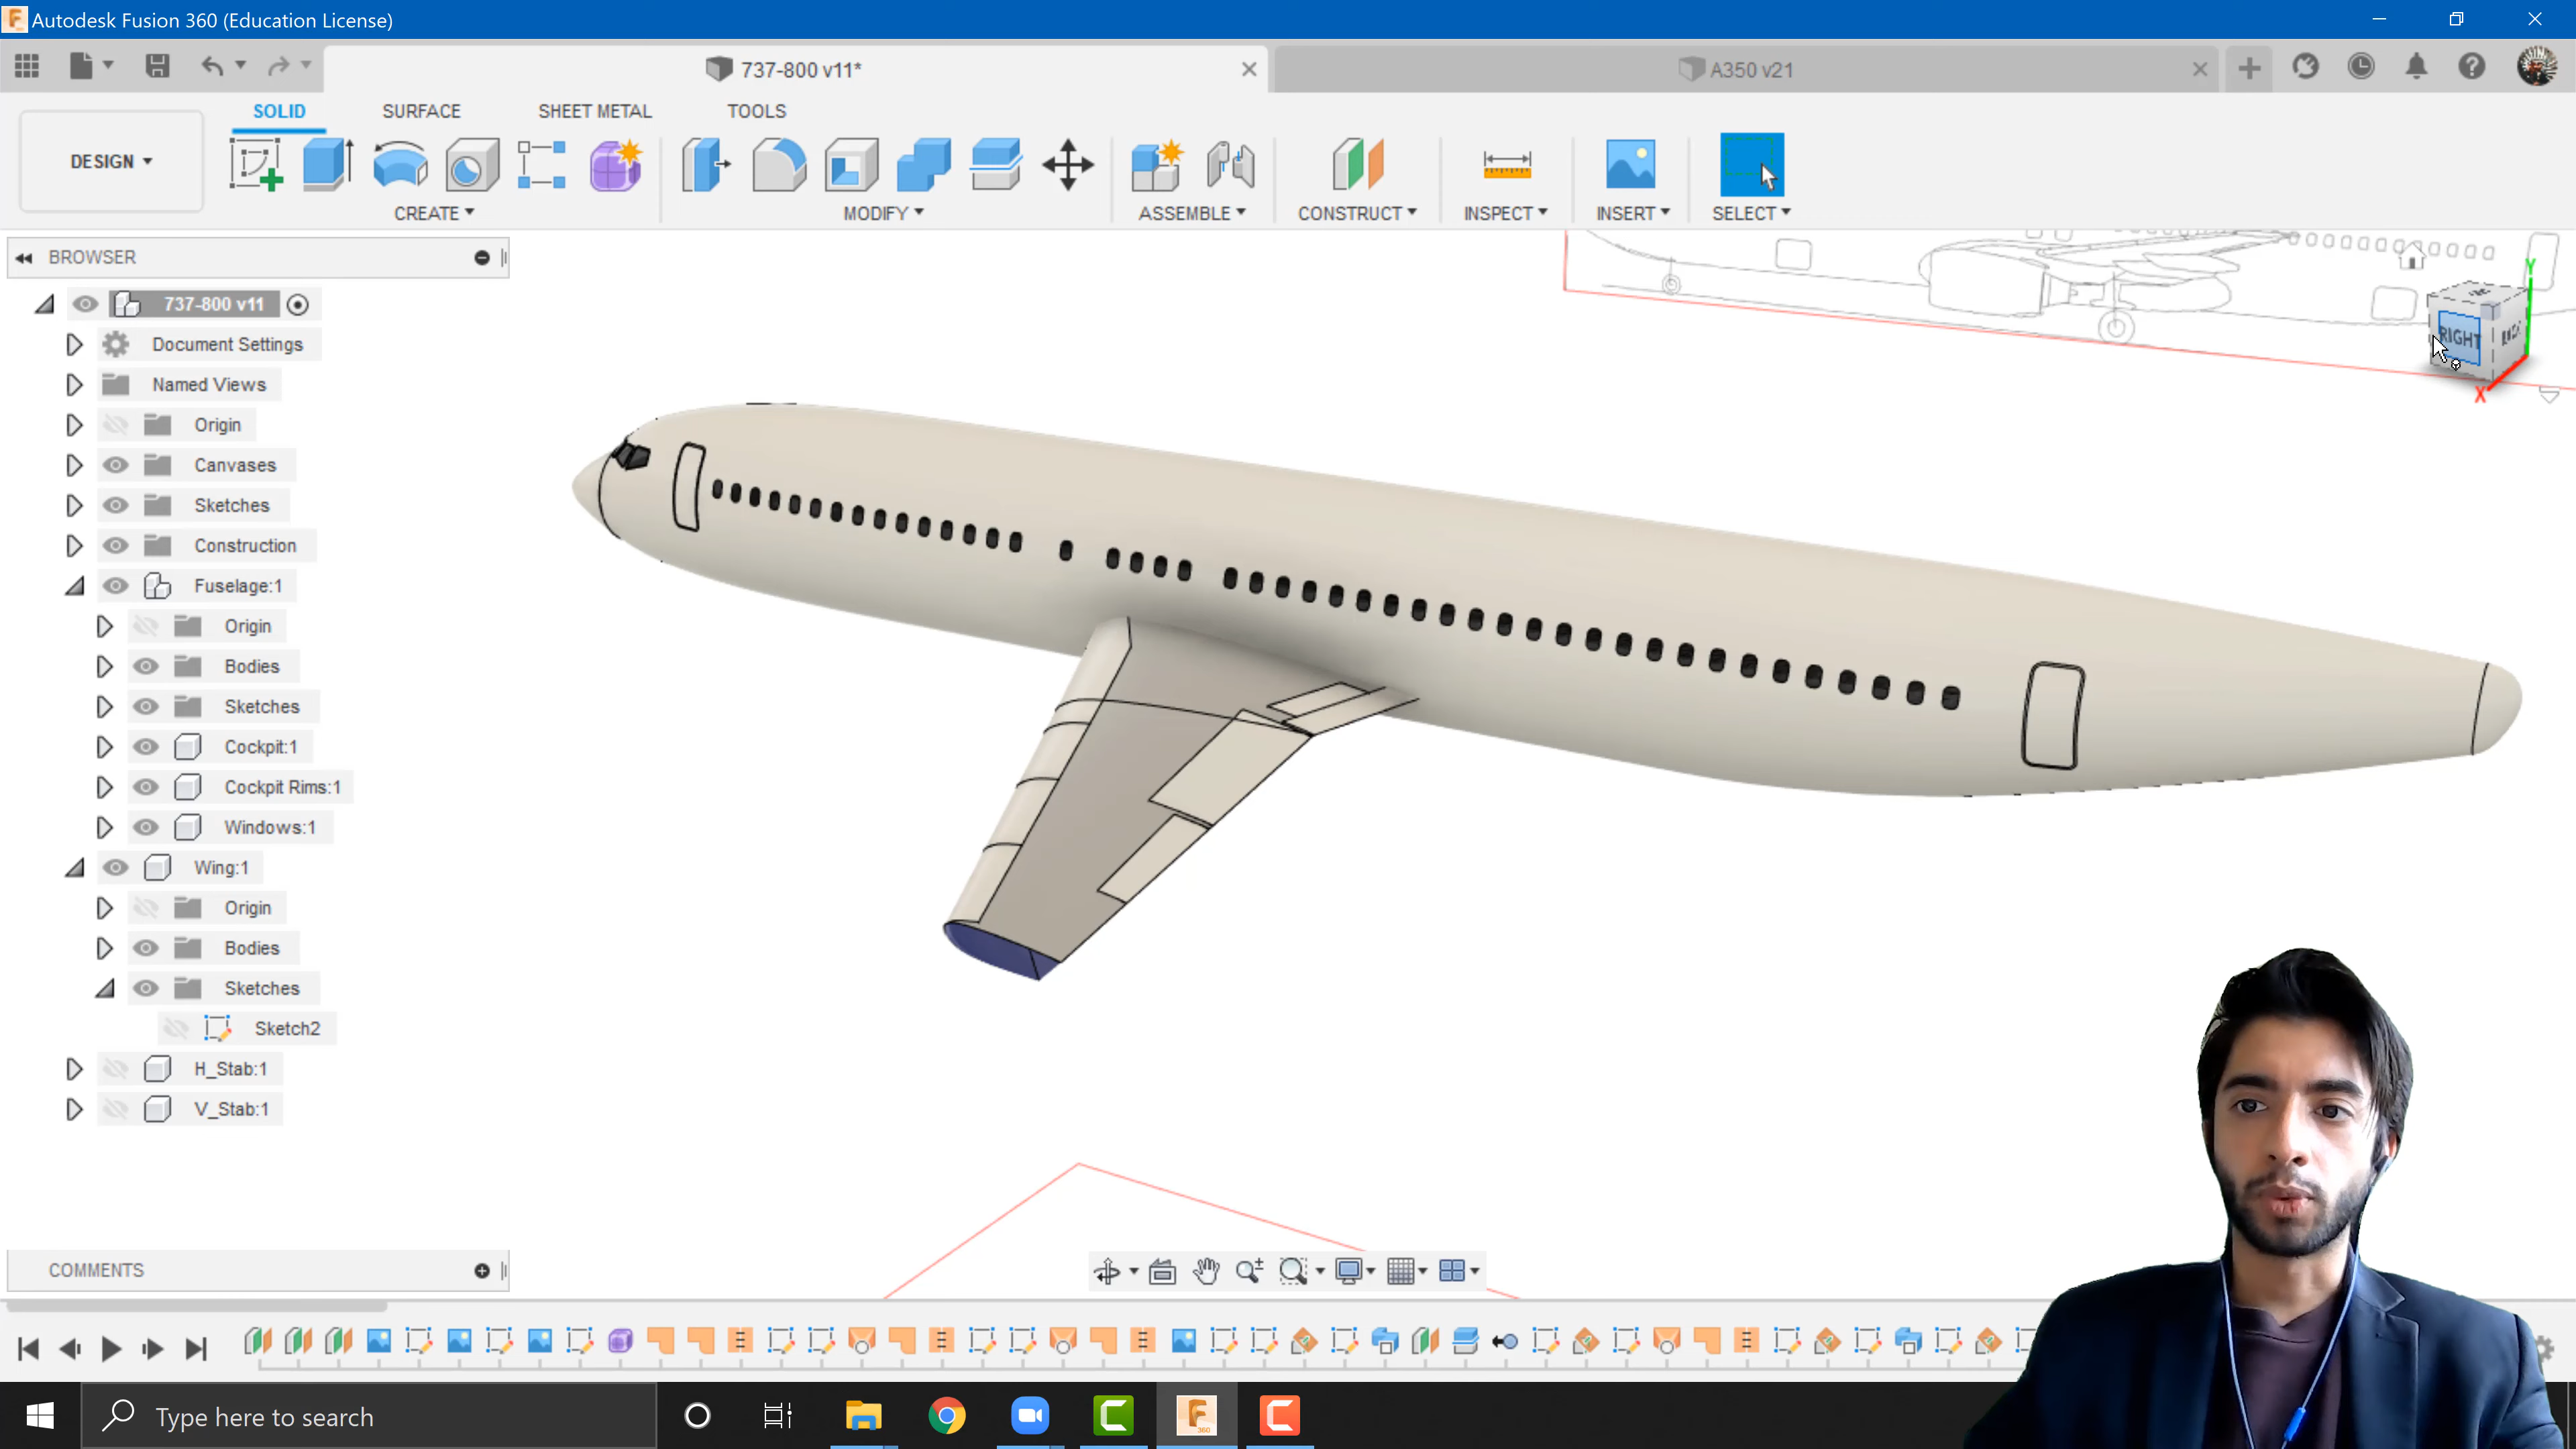 Autodesk Fusion 360 (Education License)
737-800 v11*
A350 v21
SOLID
SURFACE
SHEET METAL
TOOLS
DESIGN
CREATE
MODIFY
ASSEMBLE
CONSTRUCT
INSPECT
INSERT
SELECT
BROWSER
737-800 v11
Document Settings
Named Views
Origin
Canvases
Sketches
Construction
Fuselage:1
Origin
Bodies
Sketches
Cockpit:1
Cockpit Rims:1
Windows:1
Wing:1
Origin
Bodies
Sketches
Sketch2
H_Stab:1
V_Stab:1
Y
RIGHT
X
COMMENTS
Type here to search
F
360